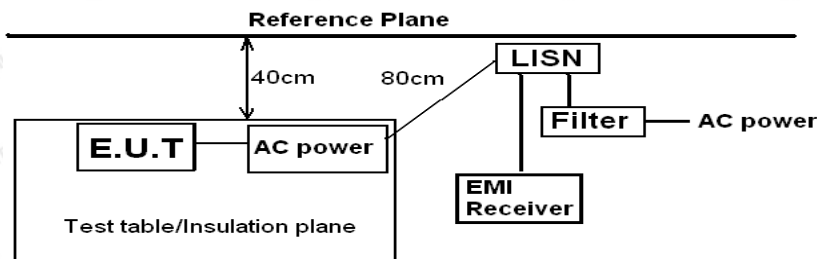 Reference Plane
LISN
40cm
80cm
Filter
AC power
E.U.T
AC power
EMI
Receiver
Test table/Insulation plane